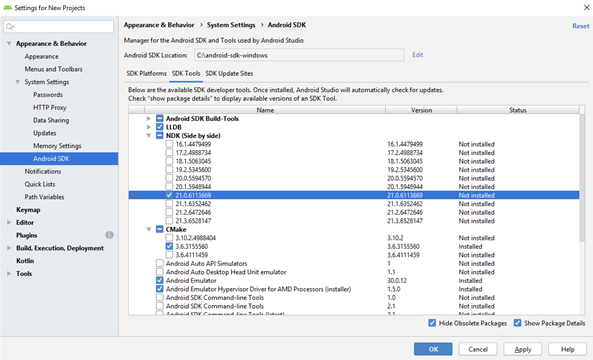 Settings for New Projects
Appearance & Behavior
Appearance
Menus and Toolbars
System Settings
Passwords
HTTP Proxy
Data Sharing
Updates
Memory Settings
Android SDK
Notifications
Quick Lists
Path Variables
Keymap
Editor
Plugins
Build, Execution, Deployment
Kotlin
Tools
Appearance & Behavior › System Settings › Android SDK Reset
Manager for the Android SDK and Tools used by Android Studio
Android SDK Location: C:\android-sdk-windows Edit
SDK Platforms SDK Tools SDK Update Sites
Below are the available SDK developer tools. Once installed, Android Studio will automatically check for updates.
Check "show package details" to display available versions of an SDK Tool.
Name Version Status
Android SDK Build-Tools
LLDB
NDK (Side by side)
16.1.4479499 16.1.4479499 Not installed
17.2.4988734 17.2.4988734 Not installed
18.1.5063045 18.1.5063045 Not installed
19.2.5345600 19.2.5345600 Not installed
20.0.5594570 20.0.5594570 Not installed
20.1.5948944 20.1.5948944 Not installed
21.0.6113669 21.0.6113669 Not installed
21.1.6352462 21.1.6352462 Not installed
21.2.6472646 21.2.6472646 Not installed
21.3.6528147 21.3.6528147 Not installed
CMake
3.10.2.4988404 3.10.2 Not installed
3.6.3155560 3.6.3155560 Installed
3.6.4111459 3.6.4111459 Not installed
Android Auto API Simulators 1 Not installed
Android Auto Desktop Head Unit emulator 1.1 Not installed
Android Emulator 30.0.12 Installed
Android Emulator Hypervisor Driver for AMD Processors (installer) 1.5.0 Installed
Android SDK Command-line Tools 1.0 Not installed
Android SDK Command-line Tools 2.1 Not installed
Android SDK Command-line Tools (latest) 2.1 Not installed
Hide Obsolete Packages Show Package Details
OK Cancel Apply Help